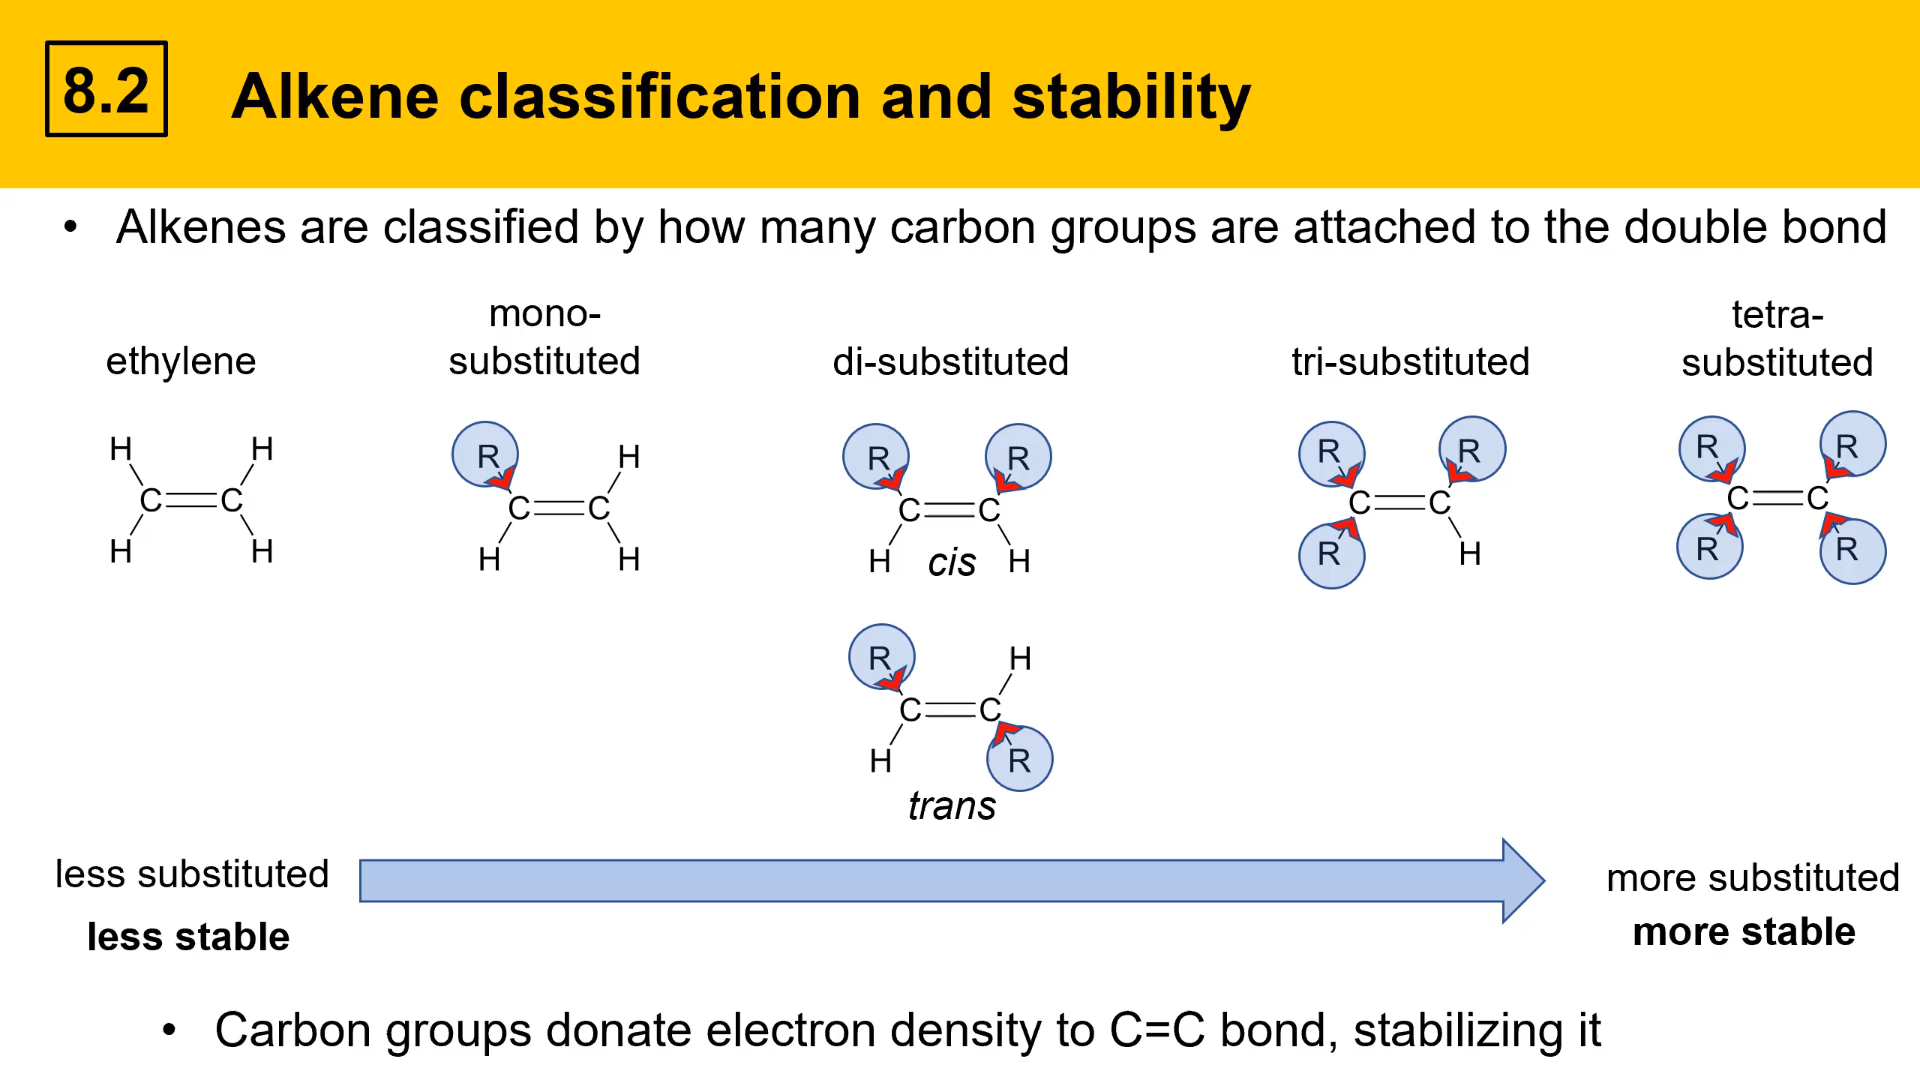 8.2
Alkene classification and stability
• Alkenes are classified by how many carbon groups are attached to the double bond
ethylene
mono-
substituted
di-substituted
tri-substituted
tetra-
substituted
H H
C C
H H
R H
C C
H H
R R
C C
H cis H
R R
C C
R H
R R
C C
R R
R H
C C
H R
trans
less substituted
less stable
more substituted
more stable
• Carbon groups donate electron density to C=C bond, stabilizing it